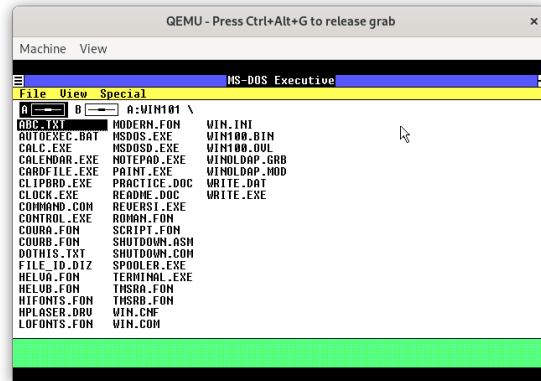 QEMU - Press Ctrl+Alt+G to release grab ×
Machine View
MS-DOS Executive
File View Special
A B A:WIN101 \
ABC.TXT MODERN.FON WIN.INI
AUTOEXEC.BAT MSDOS.EXE WIN100.BIN
CALC.EXE MSDOSD.EXE WIN100.OVL
CALENDAR.EXE NOTEPAD.EXE WINOLDAP.GRB
CARDFILE.EXE PAINT.EXE WINOLDAP.MOD
CLIPBRD.EXE PRACTICE.DOC WRITE.DAT
CLOCK.EXE README.DOC WRITE.EXE
COMMAND.COM REVERSI.EXE
CONTROL.EXE ROMAN.FON
COURA.FON SCRIPT.FON
COURB.FON SHUTDOWN.ASM
DOTHIS.TXT SHUTDOWN.COM
FILE_ID.DIZ SPOOLER.EXE
HELVA.FON TERMINAL.EXE
HELVB.FON TMSRA.FON
HIFONTS.FON TMSRB.FON
HPLASER.DRV WIN.CNF
LOFONTS.FON WIN.COM